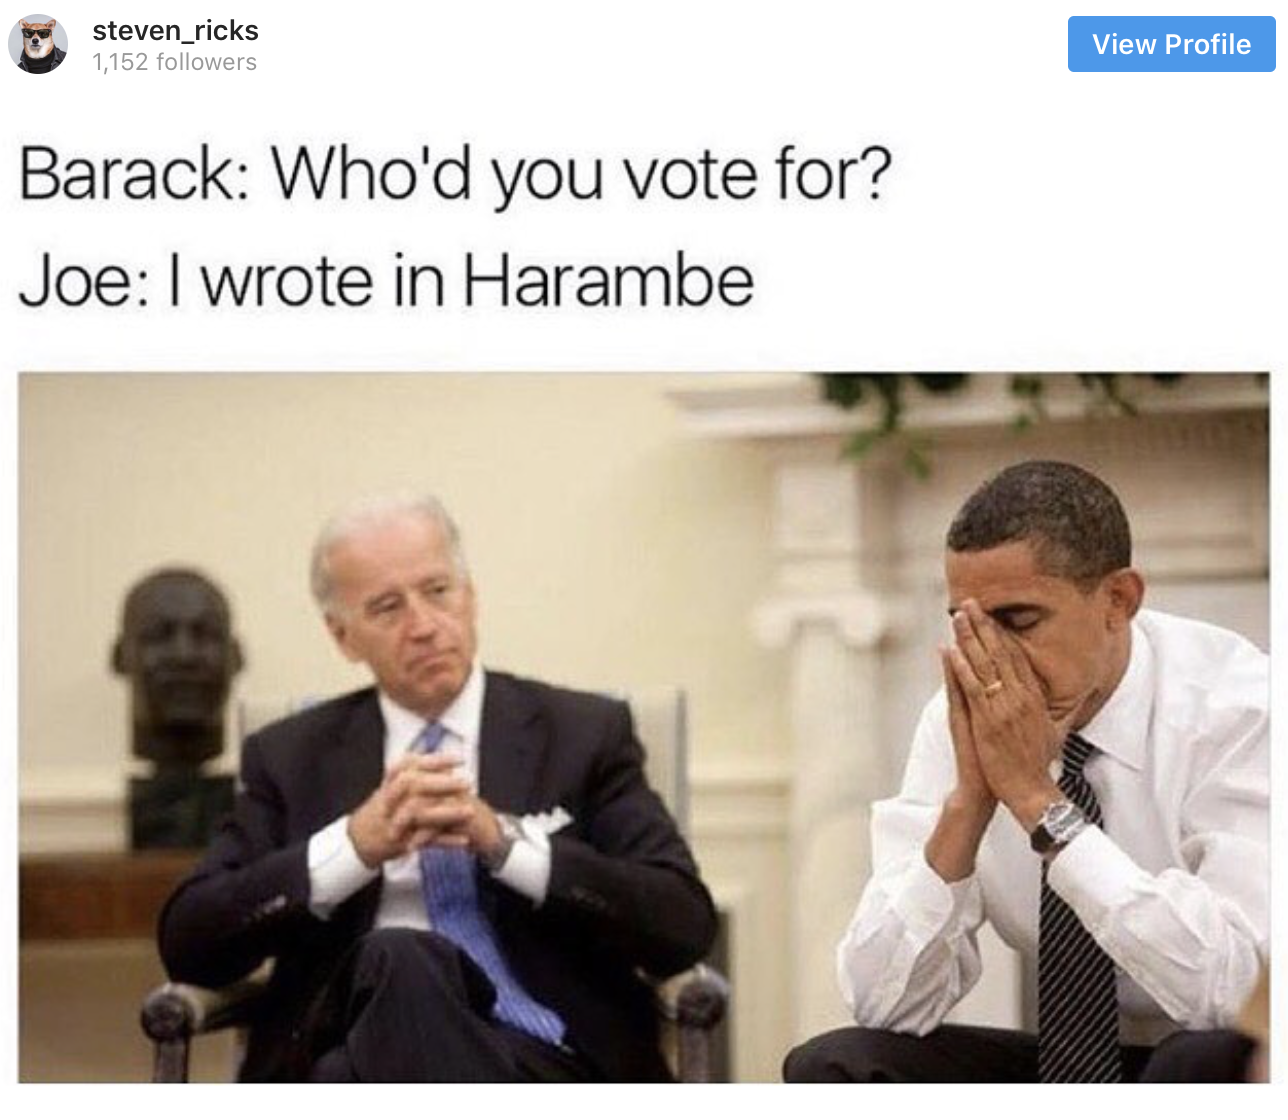 steven_ricks
1,152 followers
View Profile
Barack: Who'd you vote for?
Joe: I wrote in Harambe